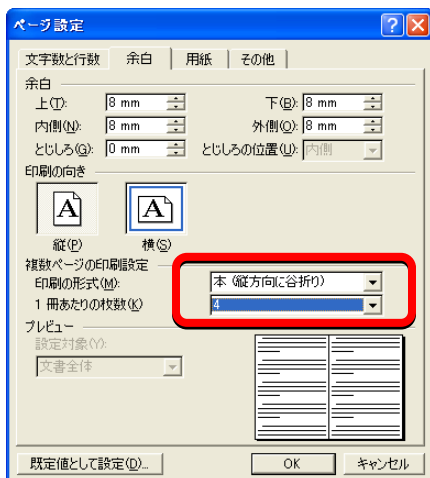 ページ設定
文字数と行数 余白 用紙 その他
余白
上(T): 8 mm 下(B): 8 mm
内側(N): 8 mm 外側(O): 8 mm
とじしろ(G): 0 mm とじしろの位置(U): 内側
印刷の向き
A A
縦(P) 横(S)
複数ページの印刷設定
印刷の形式(M): 本 (縦方向に谷折り)
1 冊あたりの枚数(K) 4
プレビュー
設定対象(Y):
文書全体
既定値として設定(D)... OK キャンセル